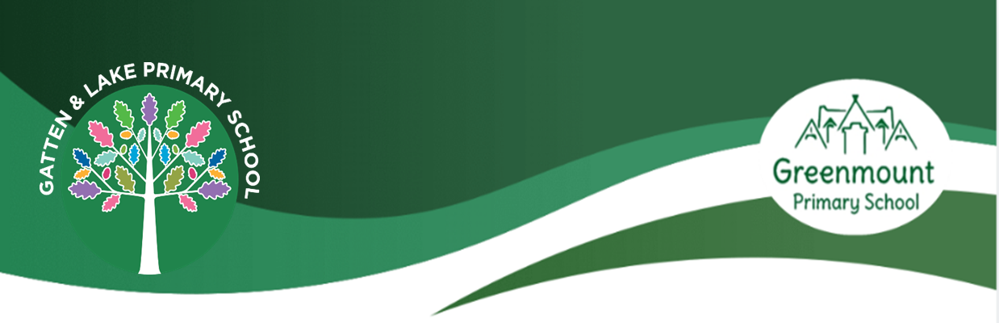 GATTEN & LAKE PRIMARY SCHOOL
Greenmount
Primary School